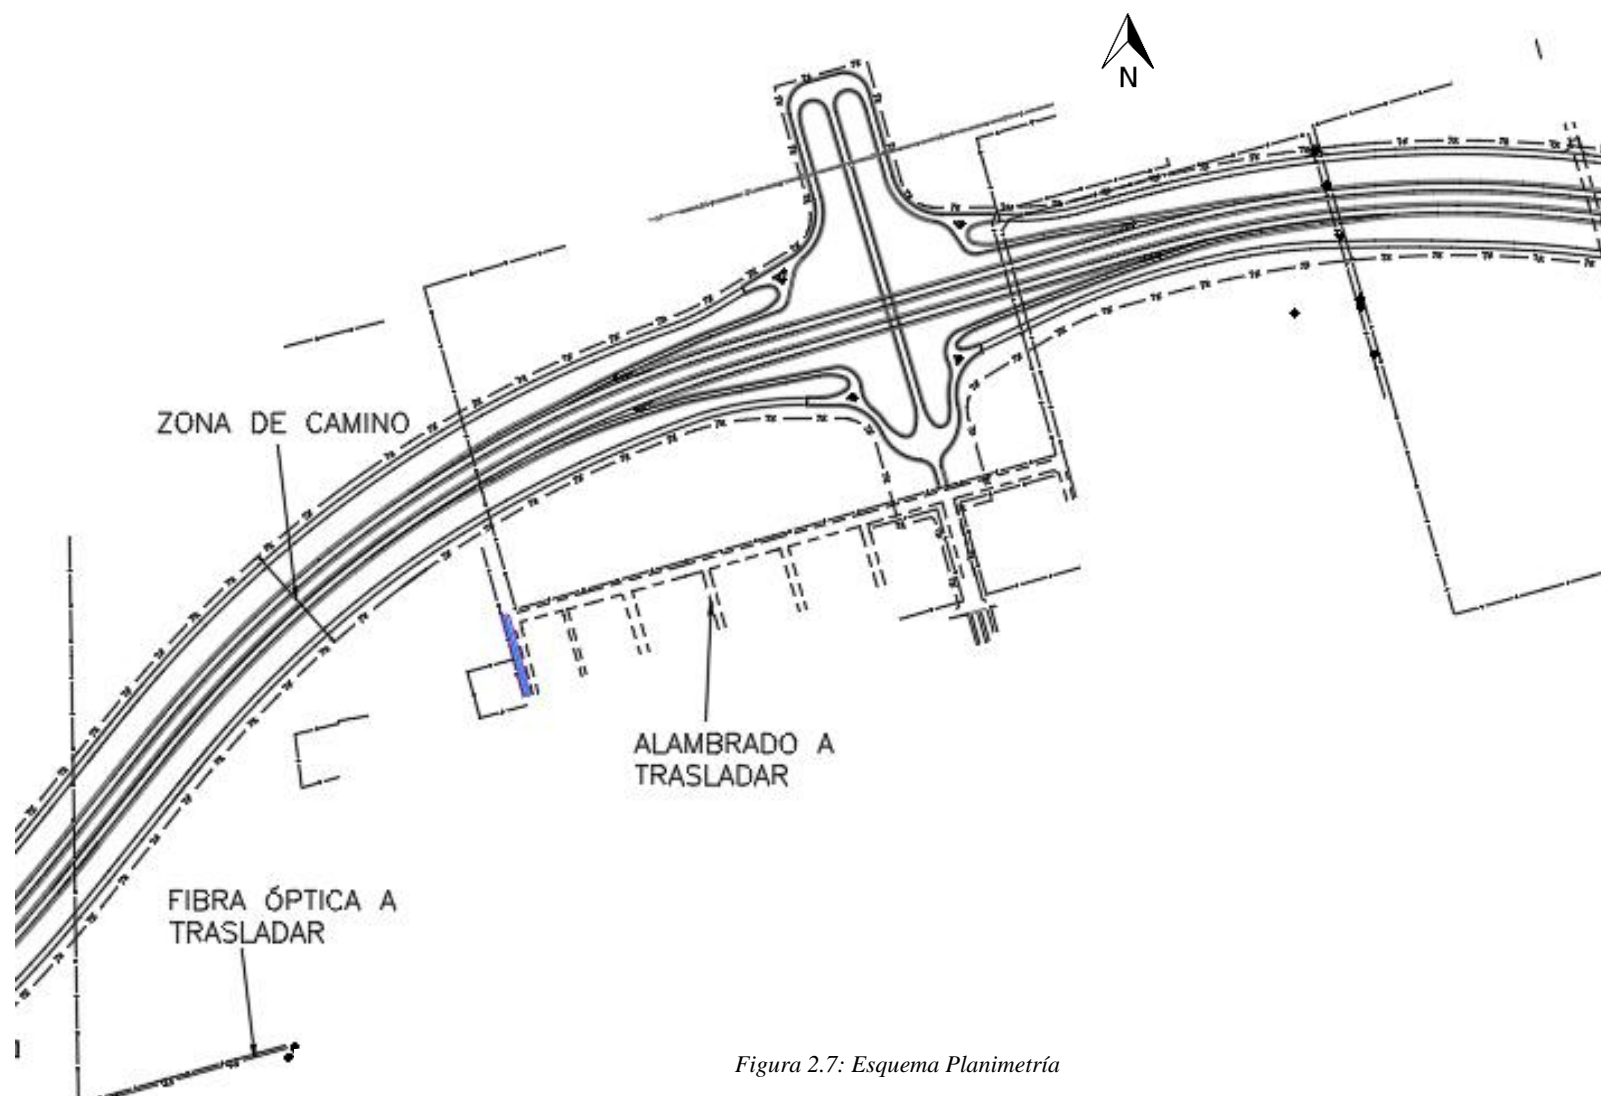 N
ZONA DE CAMINO
ALAMBRADO A
TRASLADAR
FIBRA ÓPTICA A
TRASLADAR
Figura 2.7: Esquema Planimetría